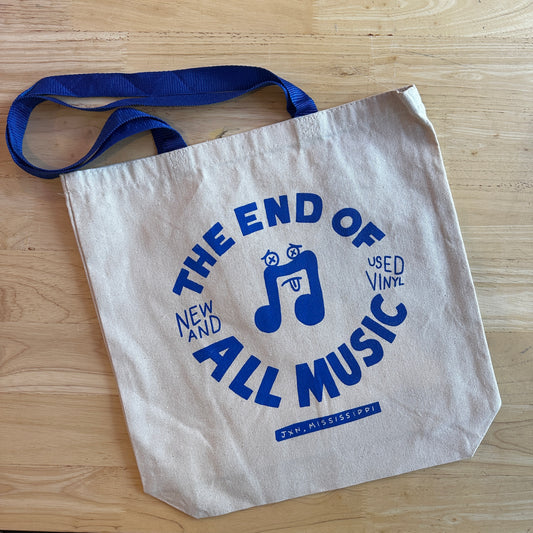 THE END OF
NEW
AND
USED
VINYL
ALL MUSIC
JXN, MISSISSIPPI